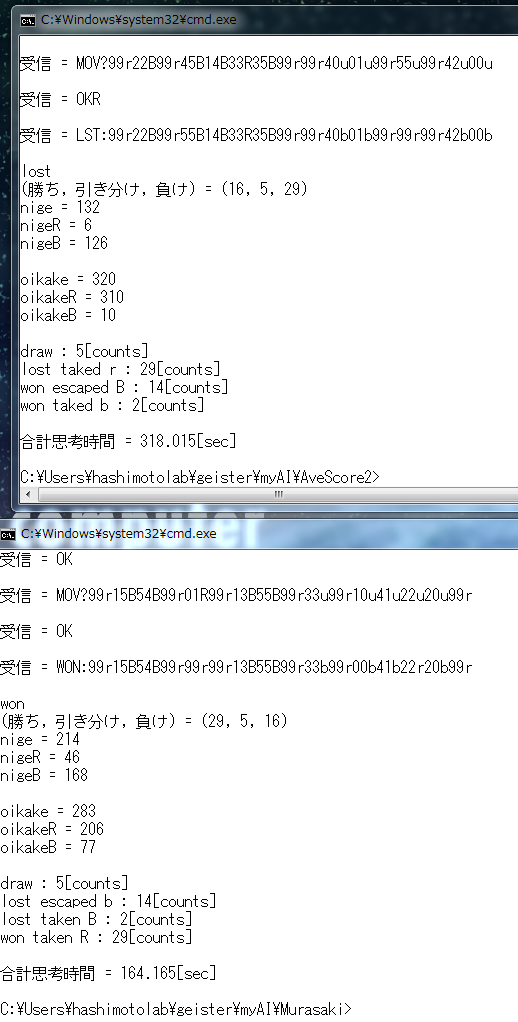 C:¥Windows¥system32¥cmd.exe
受信 = MOV?99r22B99r45B14B33R35B99r99r40u01u99r55u99r42u00u
受信 = OKR
受信 = LST:99r22B99r55B14B33R35B99r99r40b01b99r99r99r42b00b
lost
(勝ち, 引き分け, 負け) = (16, 5, 29)
nige = 132
nigeR = 6
nigeB = 126
oikake = 320
oikakeR = 310
oikakeB = 10
draw : 5[counts]
lost taked r : 29[counts]
won escaped B : 14[counts]
won taked b : 2[counts]
合計思考時間 = 318.015[sec]
C:¥Users¥hashimotolab¥geister¥myAI¥AveScore2>
computer
C:¥Windows¥system32¥cmd.exe
受信 = OK
受信 = MOV?99r15B54B99r01R99r13B55B99r33u99r10u41u22u20u99r
受信 = OK
受信 = WON:99r15B54B99r99r99r13B55B99r33b99r00b41b22r20b99r
won
(勝ち, 引き分け, 負け) = (29, 5, 16)
nige = 214
nigeR = 46
nigeB = 168
oikake = 283
oikakeR = 206
oikakeB = 77
draw : 5[counts]
lost escaped b : 14[counts]
lost taken B : 2[counts]
won taken R : 29[counts]
合計思考時間 = 164.165[sec]
C:¥Users¥hashimotolab¥geister¥myAI¥Murasaki>